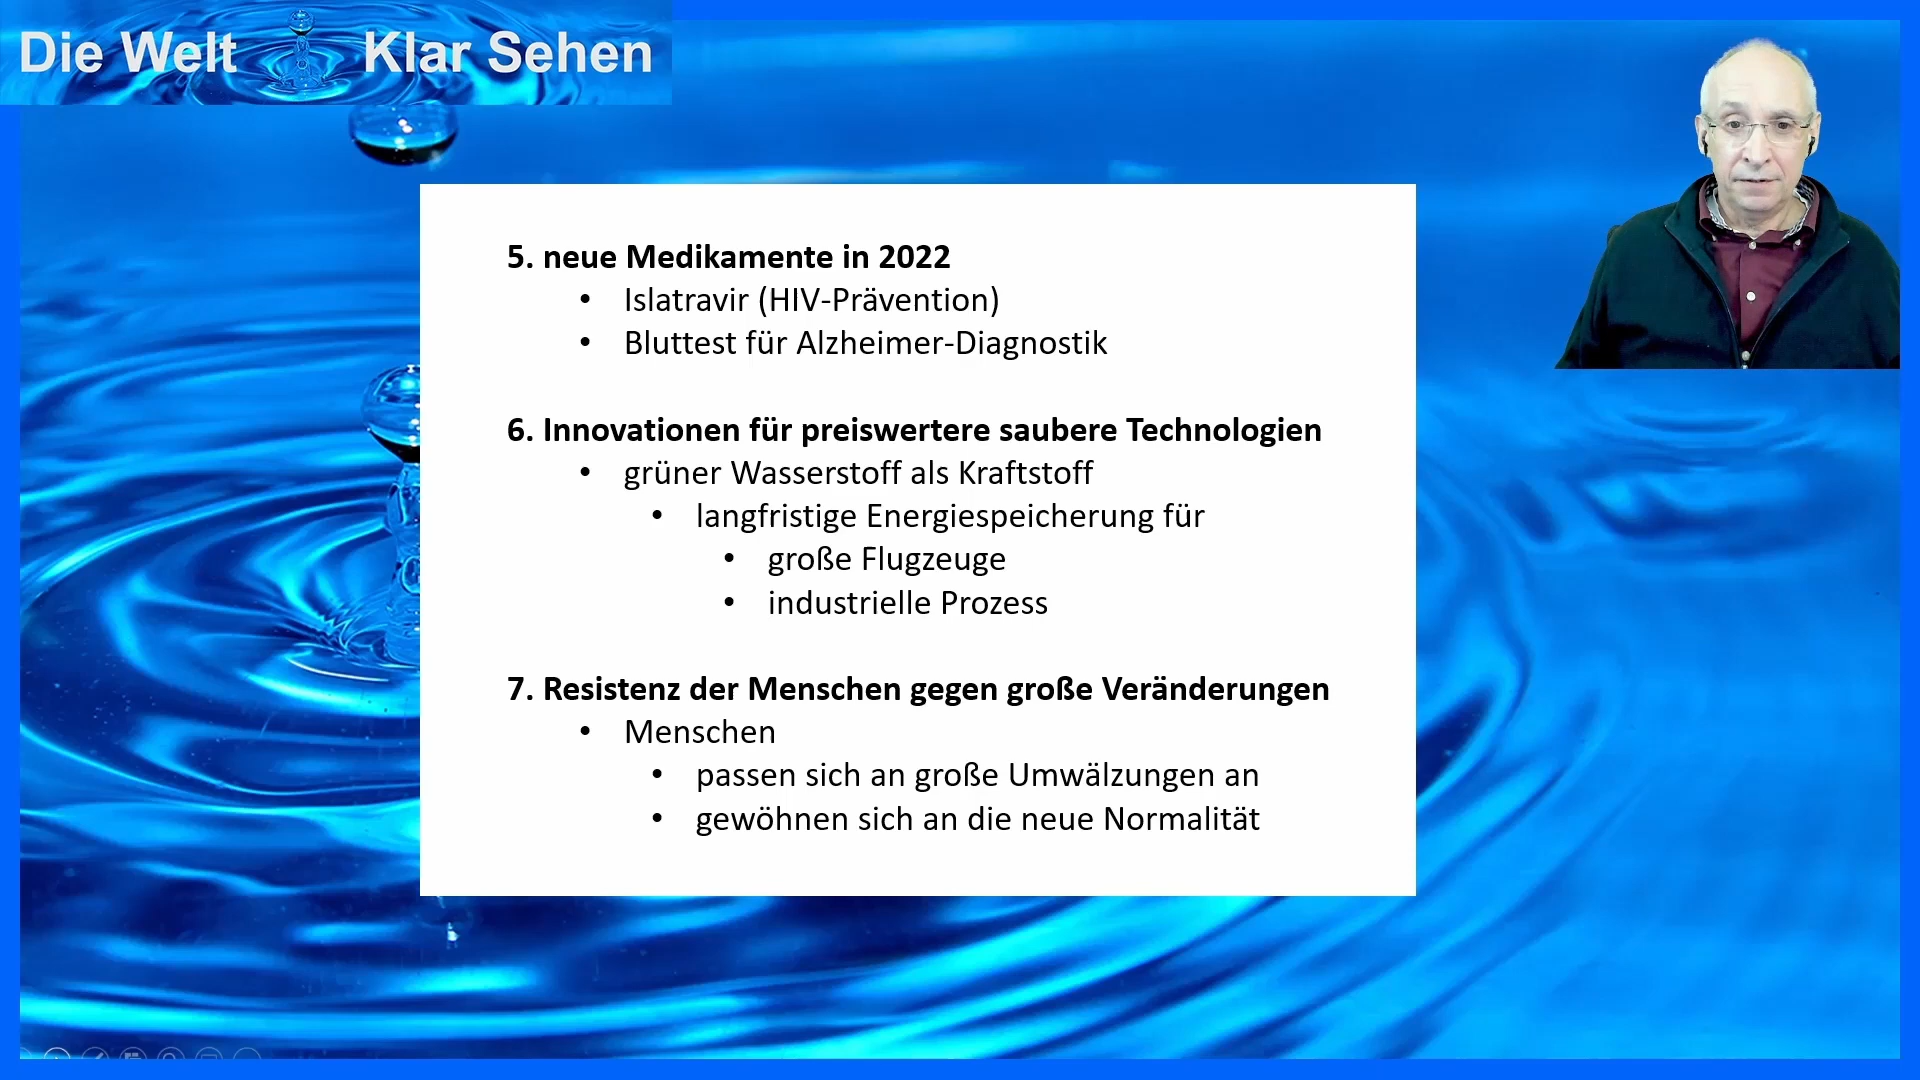 Die Welt Klar Sehen
5. neue Medikamente in 2022
• Islatravir (HIV-Prävention)
• Bluttest für Alzheimer-Diagnostik
6. Innovationen für preiswertere saubere Technologien
• grüner Wasserstoff als Kraftstoff
• langfristige Energiespeicherung für
• große Flugzeuge
• industrielle Prozess
7. Resistenz der Menschen gegen große Veränderungen
• Menschen
• passen sich an große Umwälzungen an
• gewöhnen sich an die neue Normalität